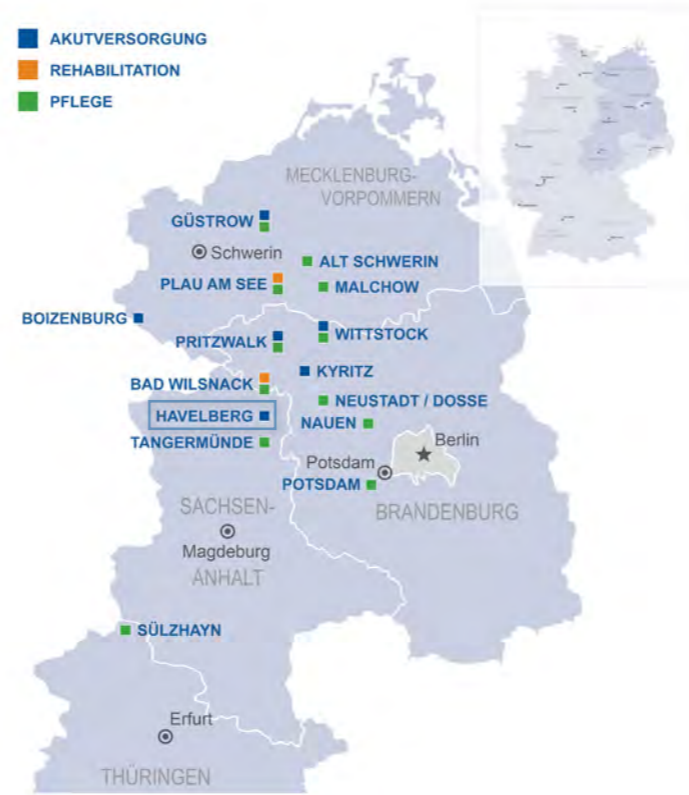 AKUTVERSORGUNG
REHABILITATION
PFLEGE
MECKLENBURG-
VORPOMMERN
GÜSTROW
Schwerin
ALT SCHWERIN
PLAU AM SEE
MALCHOW
BOIZENBURG
WITTSTOCK
PRITZWALK
KYRITZ
BAD WILSNACK
NEUSTADT / DOSSE
HAVELBERG
NAUEN
TANGERMÜNDE
Berlin
Potsdam
POTSDAM
SACHSEN-
BRANDENBURG
Magdeburg
ANHALT
SÜLZHAYN
Erfurt
THÜRINGEN